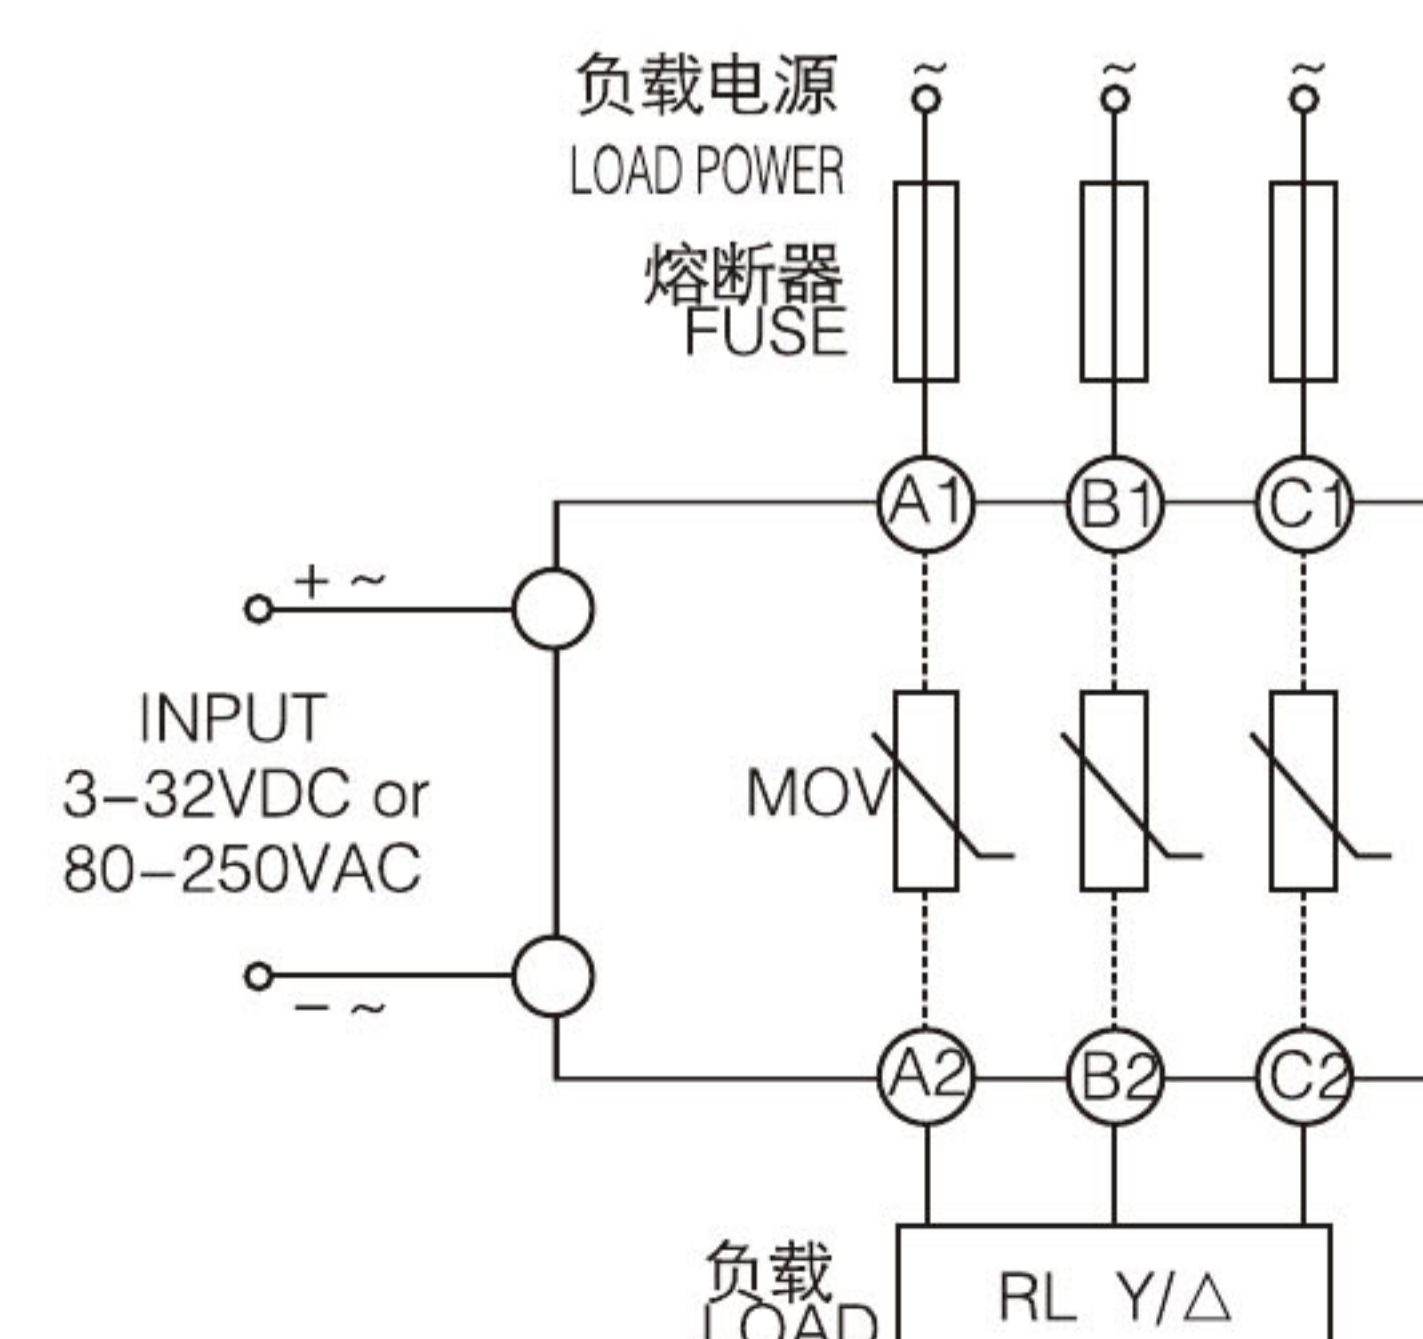 负载电源
LOAD POWER
~ ~ ~
熔断器
FUSE
A1 B1 C1
+ ~
INPUT
3-32VDC or
80-250VAC
MOV
- ~
A2 B2 C2
负载
LOAD
RL Y/△